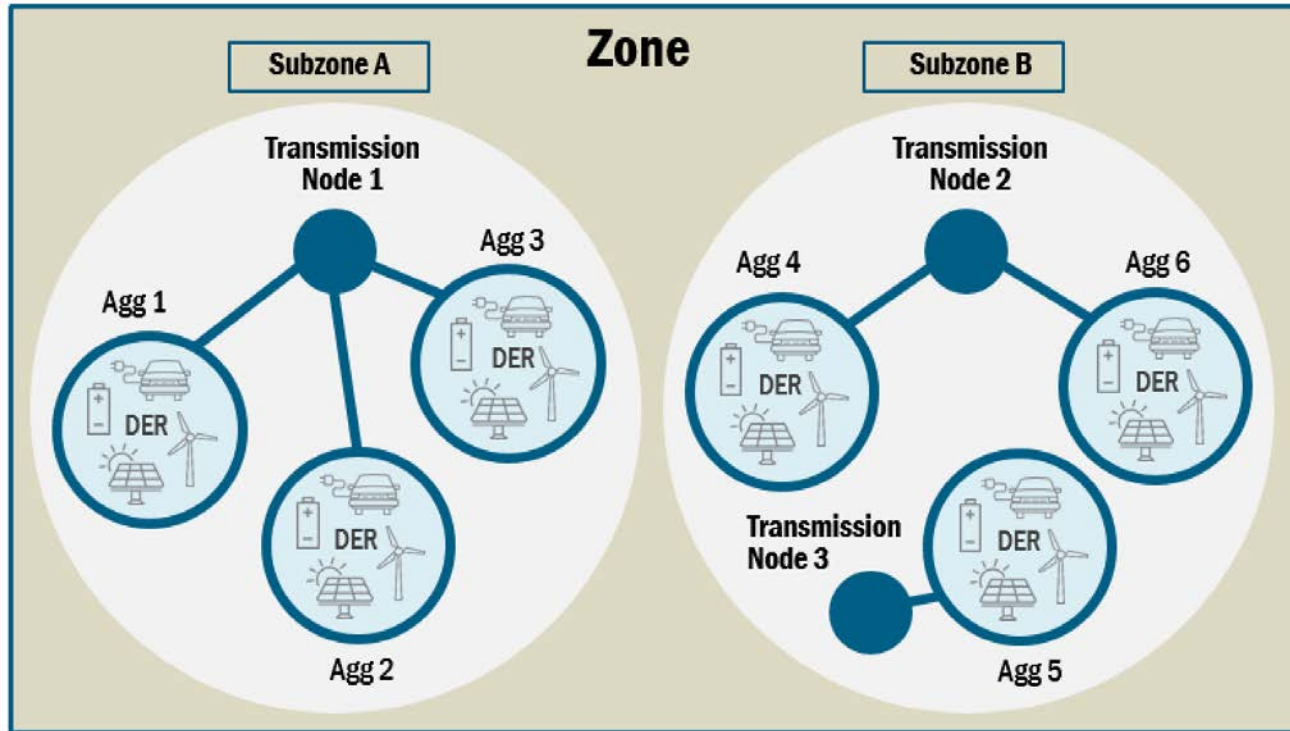 Zone
Subzone A
Subzone B
Transmission
Node 1
Agg 1
Agg 3
DER
DER
DER
Agg 2
Transmission
Node 2
Agg 4
Agg 6
DER
DER
Transmission
Node 3
DER
Agg 5